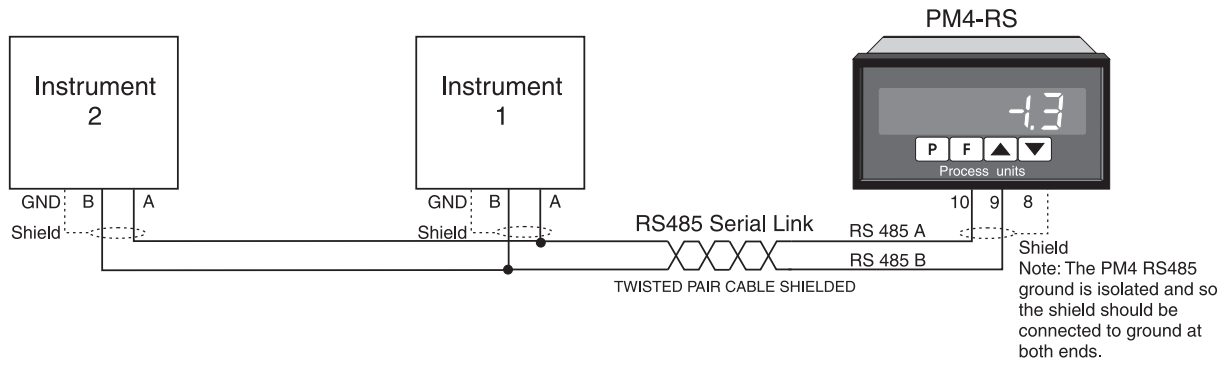 PM4-RS
Instrument
2
Instrument
1
-1.3
P F
Process units
GND B A
GND B A
10 9 8
Shield
Shield
RS485 Serial Link
RS 485 A
RS 485 B
TWISTED PAIR CABLE SHIELDED
Shield
Note: The PM4 RS485
ground is isolated and so
the shield should be
connected to ground at
both ends.